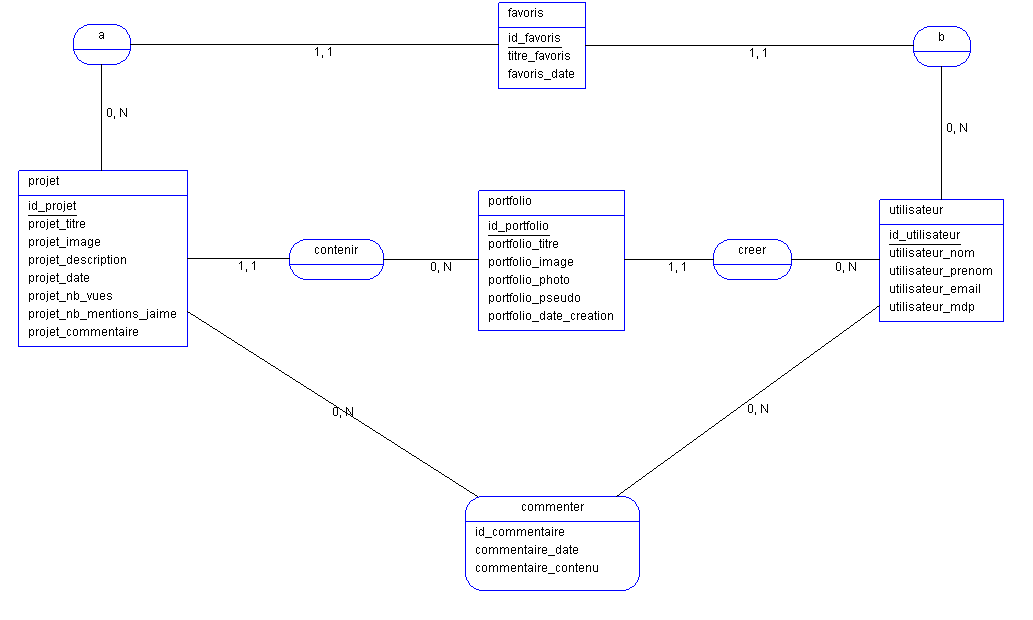 favoris
id_favoris
titre_favoris
favoris_date
a
1, 1
1, 1
b
0, N
0, N
projet
id_projet
projet_titre
projet_image
projet_description
projet_date
projet_nb_vues
projet_nb_mentions_jaime
projet_commentaire
1, 1
contenir
0, N
portfolio
id_portfolio
portfolio_titre
portfolio_image
portfolio_photo
portfolio_pseudo
portfolio_date_creation
1, 1
creer
0, N
utilisateur
id_utilisateur
utilisateur_nom
utilisateur_prenom
utilisateur_email
utilisateur_mdp
0, N
0, N
commenter
id_commentaire
commentaire_date
commentaire_contenu